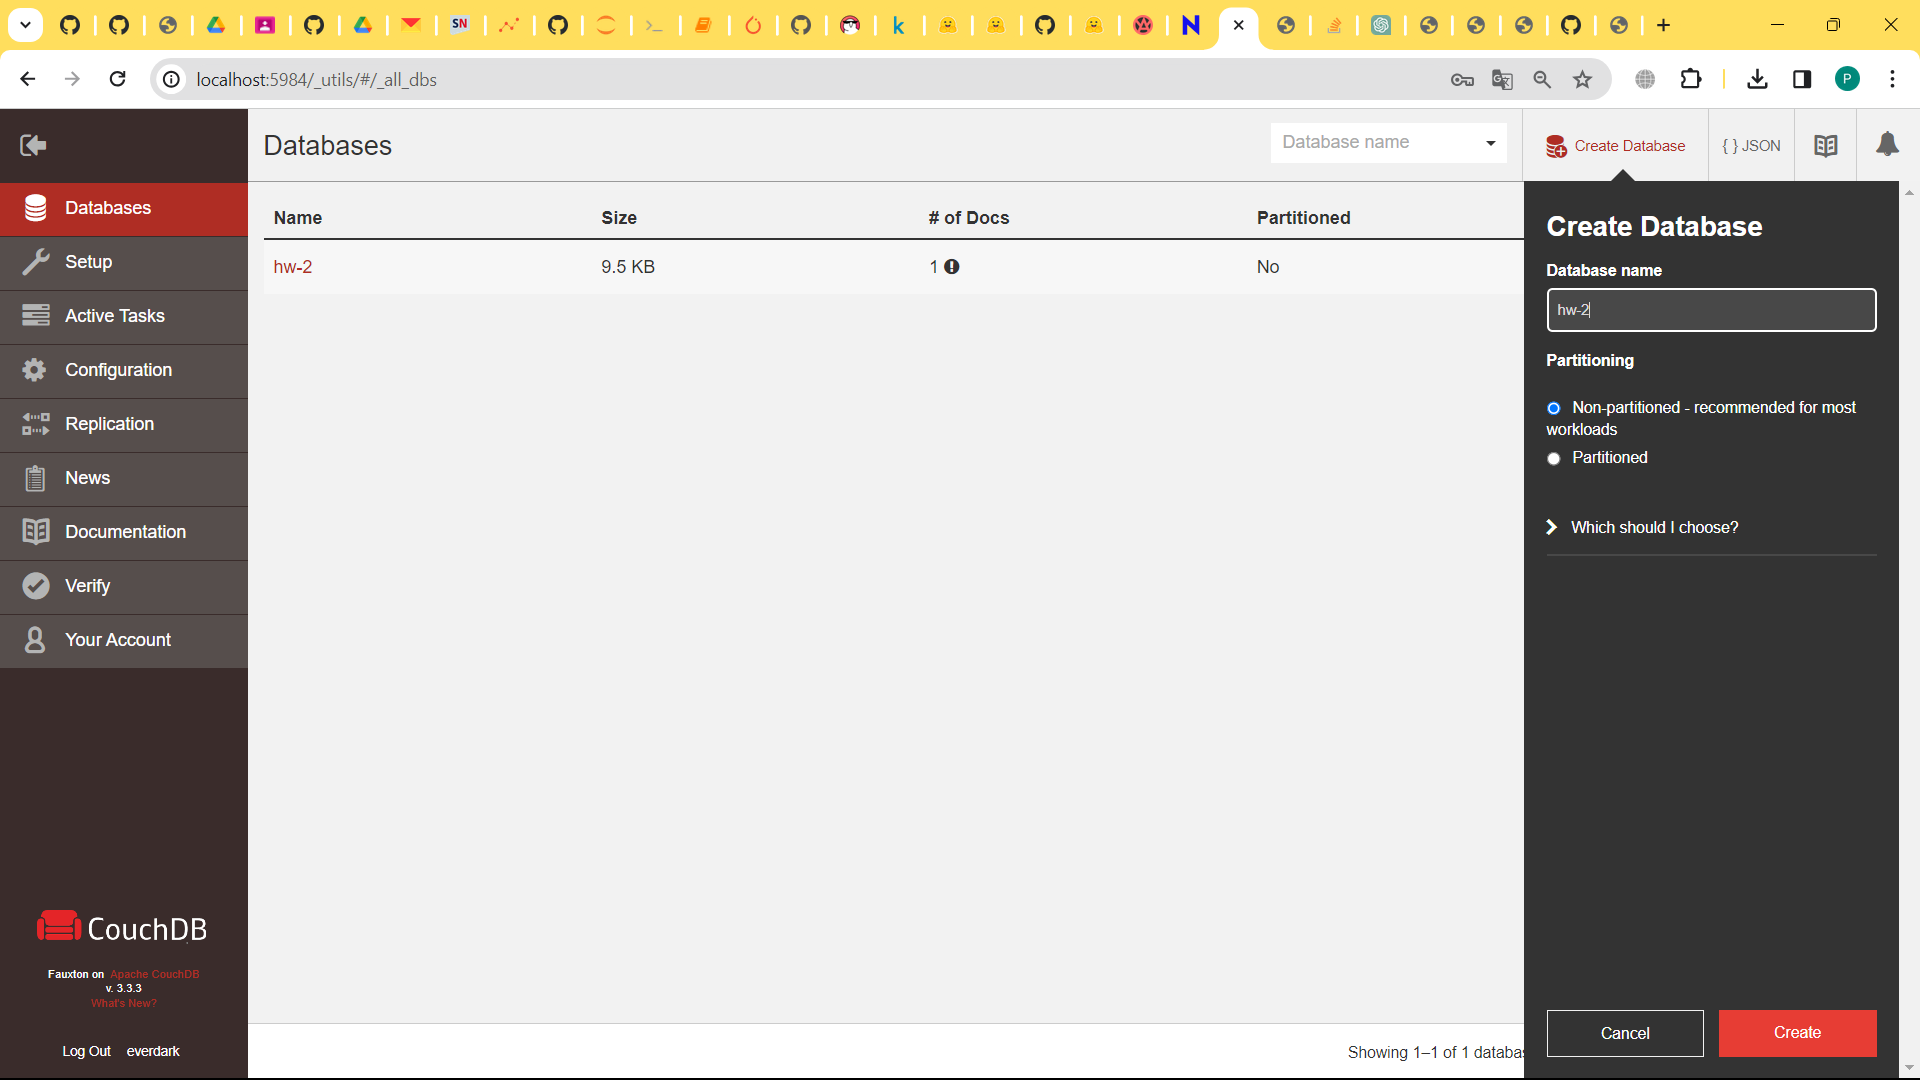 SN
k
localhost:5984/_utils/#/_all_dbs
P
Databases
Database name
Create Database
{ } JSON
Databases
Setup
Active Tasks
Configuration
Replication
News
Documentation
Verify
Your Account
Name Size # of Docs Partitioned
hw-2 9.5 KB 1 No
Create Database
Database name
hw-2
Partitioning
Non-partitioned - recommended for most
workloads
Partitioned
Which should I choose?
CouchDB
Fauxton on Apache CouchDB
v. 3.3.3
What's New?
Log Out everdark
Showing 1–1 of 1 databas
Cancel
Create